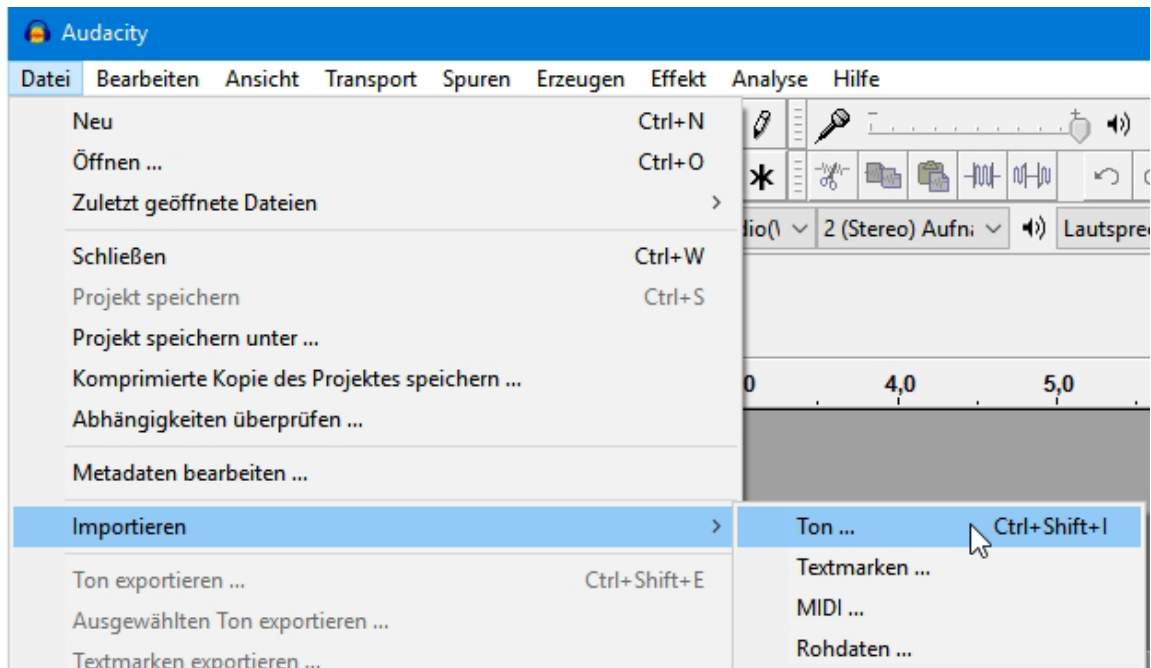 Audacity
Datei Bearbeiten Ansicht Transport Spuren Erzeugen Effekt Analyse Hilfe
Neu Ctrl+N
Öffnen ... Ctrl+O
Zuletzt geöffnete Dateien
2 (Stereo)
Schließen Ctrl+W
Projekt speichern Ctrl+S
Projekt speichern unter ...
Komprimierte Kopie des Projektes speichern ...
4,0 5,0
Abhängigkeiten überprüfen ...
Metadaten bearbeiten ...
Importieren
Ton ... Ctrl+Shift+I
Textmarken ...
Ton exportieren ... Ctrl+Shift+E
MIDI ...
Ausgewählten Ton exportieren ...
Rohdaten ...
Textmarken exportieren ...